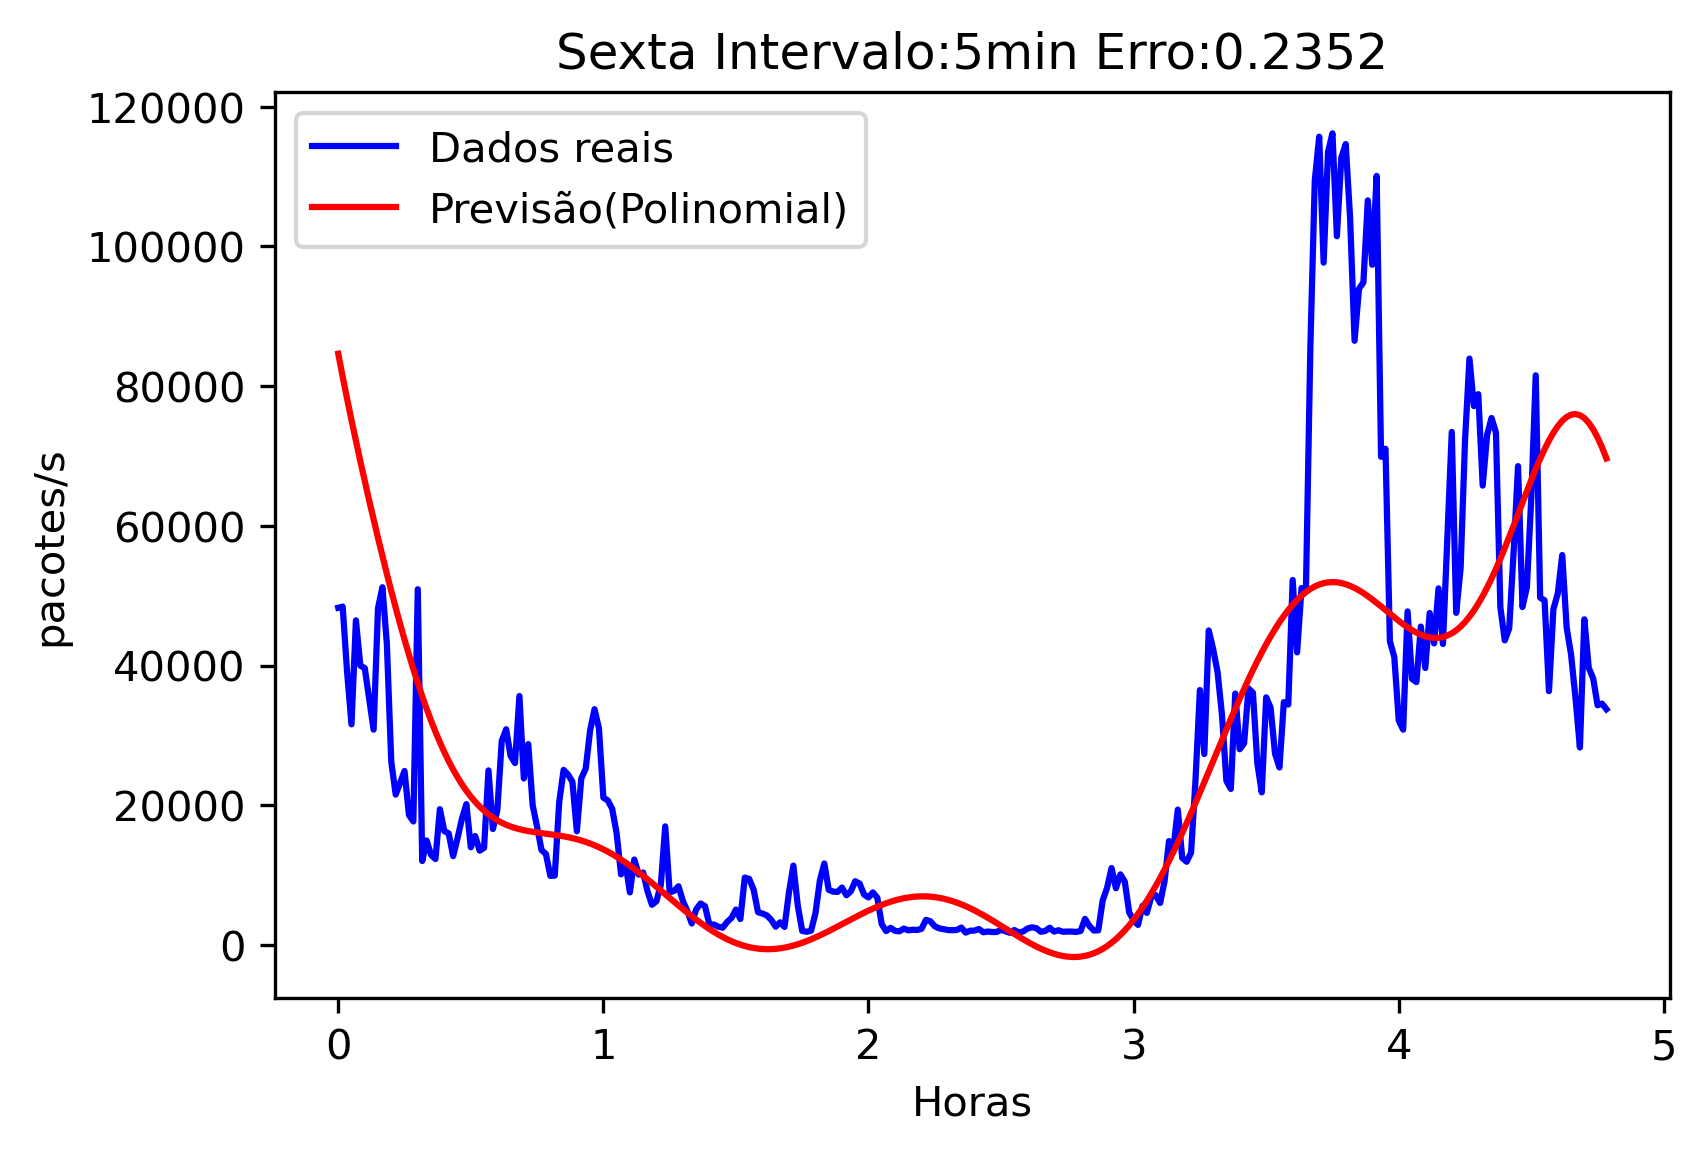 Sexta Intervalo:5min Erro:0.2352
120000
100000
80000
60000
40000
20000
0
pacotes/s
Dados reais
Previsão(Polinomial)
0 1 2 3 4 5
Horas